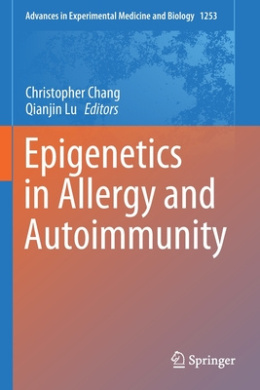 Advances in Experimental Medicine and Biology 1253
Christopher Chang
Qianjin Lu Editors
Epigenetics
in Allergy and
Autoimmunity
Springer